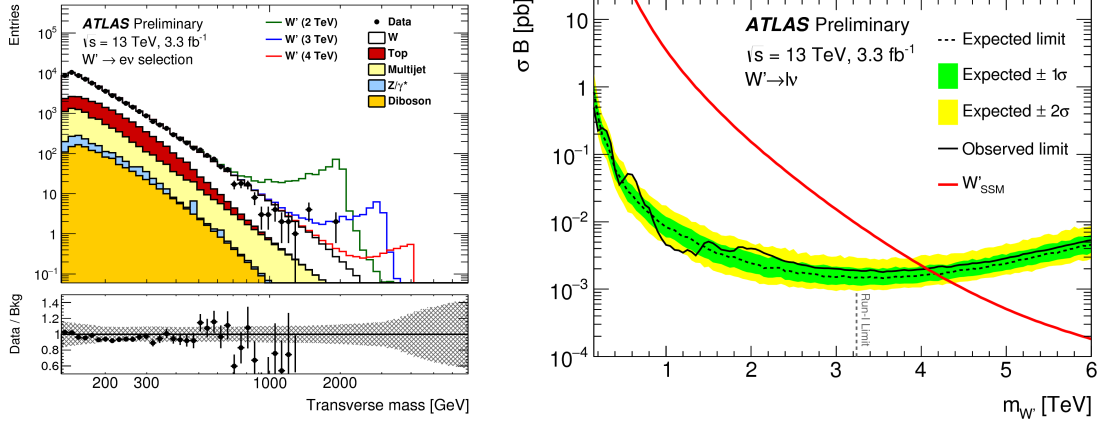 Entries
10⁵
10⁴
10³
10²
10
1
10⁻¹
ATLAS Preliminary
√s = 13 TeV, 3.3 fb⁻¹
W' → eν selection
W' (2 TeV)
W' (3 TeV)
W' (4 TeV)
Data
W
Top
Multijet
Z/γ*
Diboson
Data / Bkg
1.4
1.2
1
0.8
0.6
200 300 1000 2000
Transverse mass [GeV]
σ B [pb]
10
1
10⁻¹
10⁻²
10⁻³
10⁻⁴
ATLAS Preliminary
√s = 13 TeV, 3.3 fb⁻¹
W'→lν
Expected limit
Expected ± 1σ
Expected ± 2σ
Observed limit
W'SSM
Run-I Limit
1 2 3 4 5 6
mW' [TeV]